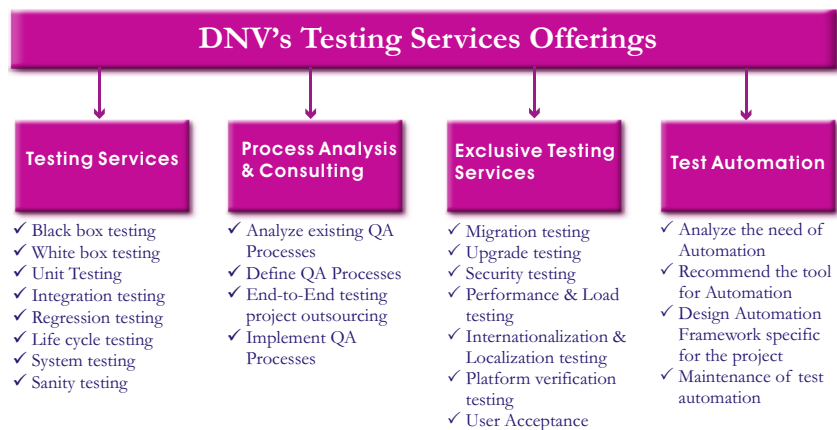 DNV's Testing Services Offerings
Testing Services
✓ Black box testing
✓ White box testing
✓ Unit Testing
✓ Integration testing
✓ Regression testing
✓ Life cycle testing
✓ System testing
✓ Sanity testing
Process Analysis
& Consulting
✓ Analyze existing QA
Processes
✓ Define QA Processes
✓ End-to-End testing
project outsourcing
✓ Implement QA
Processes
Exclusive Testing
Services
✓ Migration testing
✓ Upgrade testing
✓ Security testing
✓ Performance & Load
testing
✓ Internationalization &
Localization testing
✓ Platform verification
testing
✓ User Acceptance
Test Automation
✓ Analyze the need of
Automation
✓ Recommend the tool
for Automation
✓ Design Automation
Framework specific
for the project
✓ Maintenance of test
automation